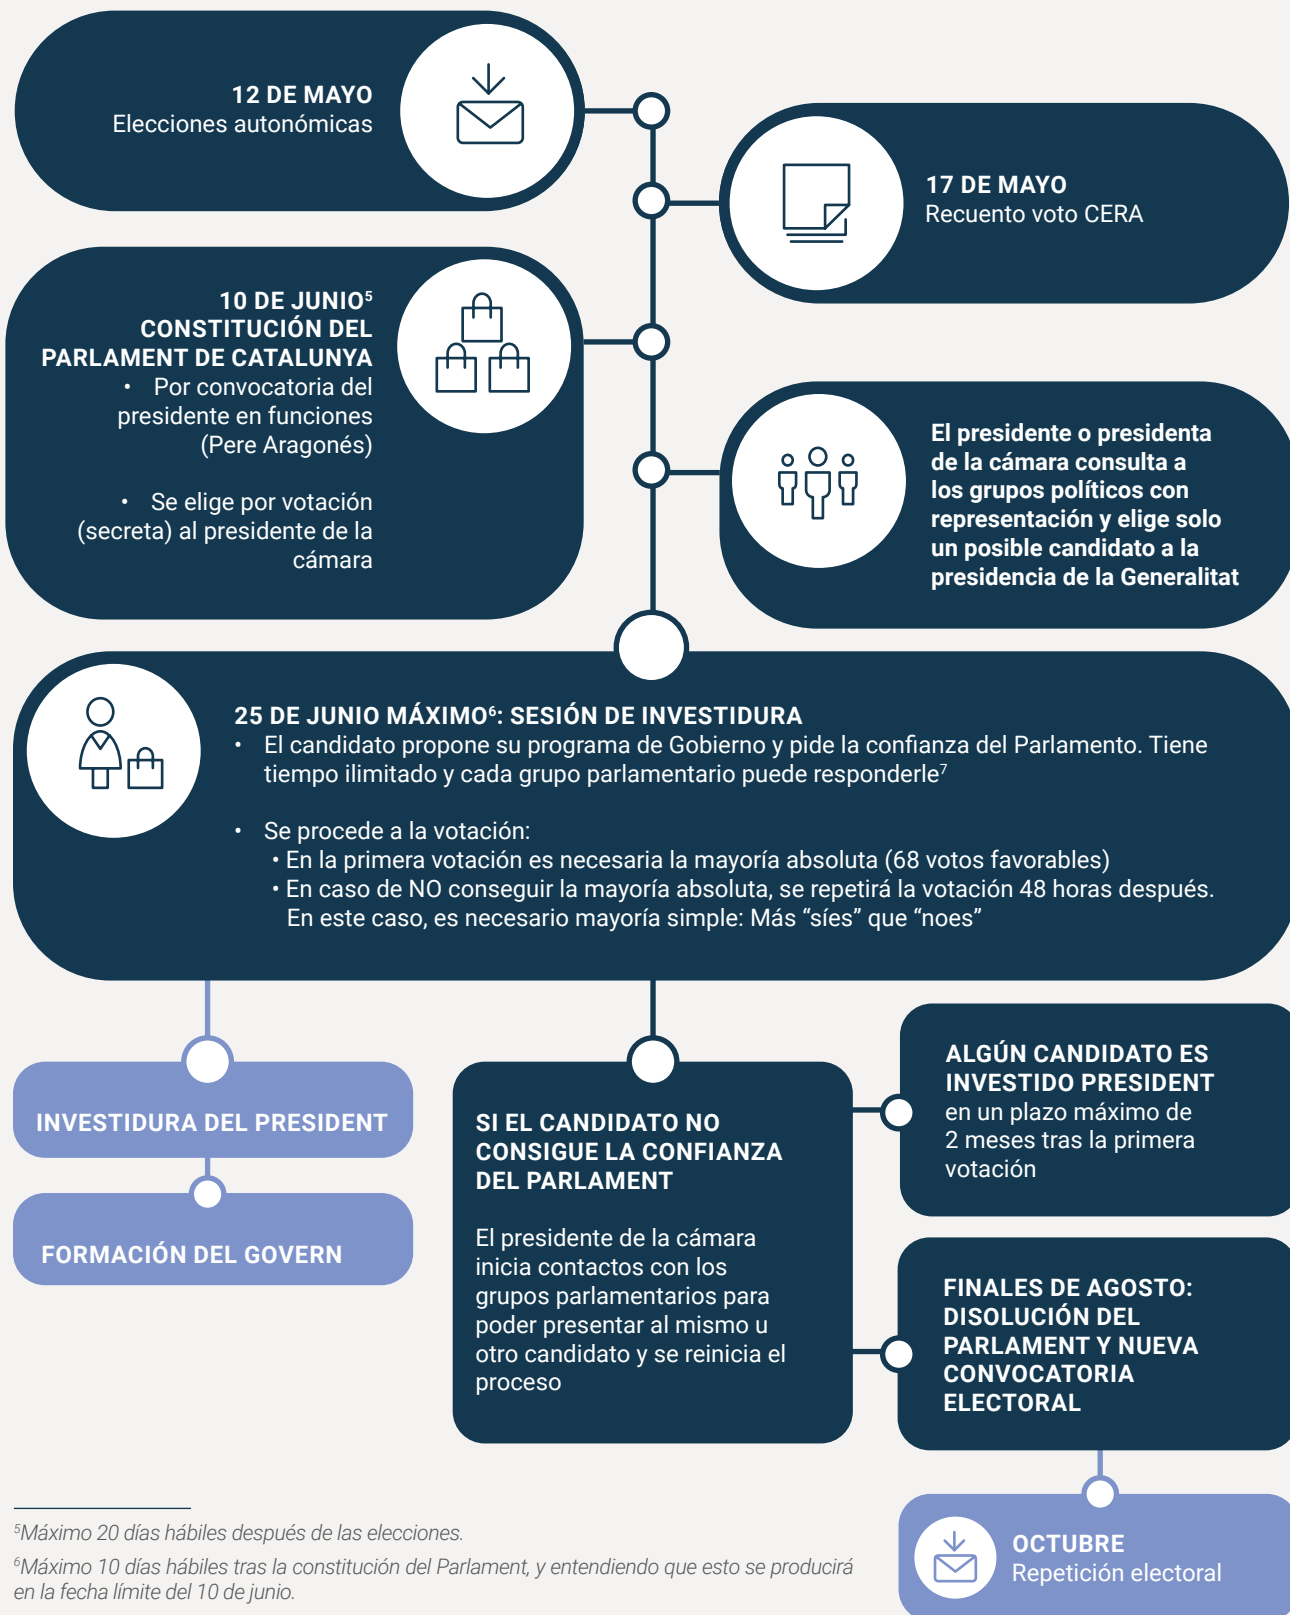 12 DE MAYO
Elecciones autonómicas
17 DE MAYO
Recuento voto CERA
10 DE JUNIO⁵
CONSTITUCIÓN DEL
PARLAMENT DE CATALUNYA
• Por convocatoria del
presidente en funciones
(Pere Aragonés)
• Se elige por votación
(secreta) al presidente de la
cámara
El presidente o presidenta
de la cámara consulta a
los grupos políticos con
representación y elige solo
un posible candidato a la
presidencia de la Generalitat
25 DE JUNIO MÁXIMO⁶: SESIÓN DE INVESTIDURA
• El candidato propone su programa de Gobierno y pide la confianza del Parlamento. Tiene
tiempo ilimitado y cada grupo parlamentario puede responderle⁷
• Se procede a la votación:
• En la primera votación es necesaria la mayoría absoluta (68 votos favorables)
• En caso de NO conseguir la mayoría absoluta, se repetirá la votación 48 horas después.
En este caso, es necesario mayoría simple: Más “síes” que “noes”
INVESTIDURA DEL PRESIDENT
FORMACIÓN DEL GOVERN
SI EL CANDIDATO NO
CONSIGUE LA CONFIANZA
DEL PARLAMENT
El presidente de la cámara
inicia contactos con los
grupos parlamentarios para
poder presentar al mismo u
otro candidato y se reinicia el
proceso
ALGÚN CANDIDATO ES
INVESTIDO PRESIDENT
en un plazo máximo de
2 meses tras la primera
votación
FINALES DE AGOSTO:
DISOLUCIÓN DEL
PARLAMENT Y NUEVA
CONVOCATORIA
ELECTORAL
OCTUBRE
Repetición electoral
⁵Máximo 20 días hábiles después de las elecciones.
⁶Máximo 10 días hábiles tras la constitución del Parlament, y entendiendo que esto se producirá
en la fecha límite del 10 de junio.